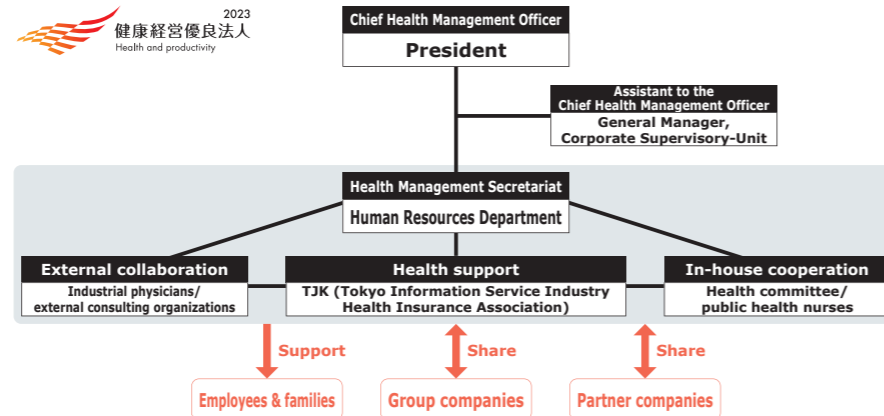 2023
健康経営優良法人
Health and productivity
Chief Health Management Officer
President
Assistant to the
Chief Health Management Officer
General Manager,
Corporate Supervisory-Unit
Health Management Secretariat
Human Resources Department
External collaboration
Industrial physicians/
external consulting organizations
Health support
TJK (Tokyo Information Service Industry
Health Insurance Association)
In-house cooperation
Health committee/
public health nurses
Support
Share
Share
Employees & families
Group companies
Partner companies